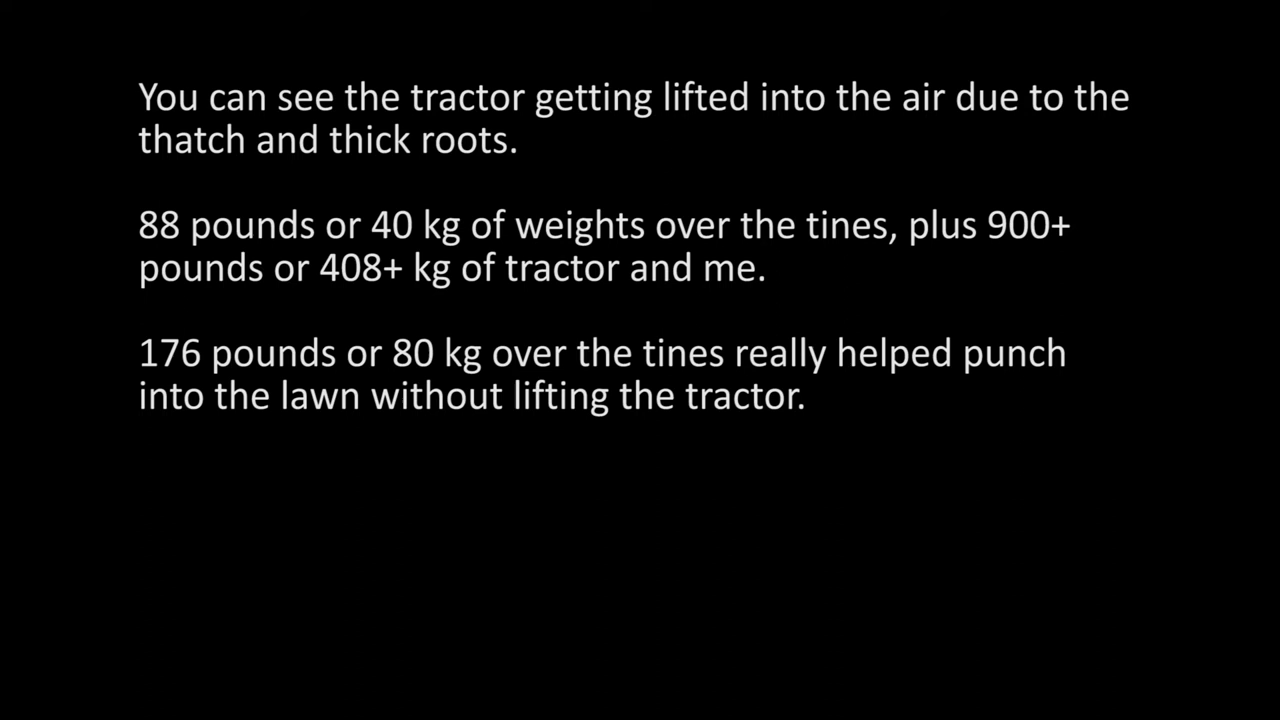 You can see the tractor getting lifted into the air due to the
thatch and thick roots.
88 pounds or 40 kg of weights over the tines, plus 900+
pounds or 408+ kg of tractor and me.
176 pounds or 80 kg over the tines really helped punch
into the lawn without lifting the tractor.